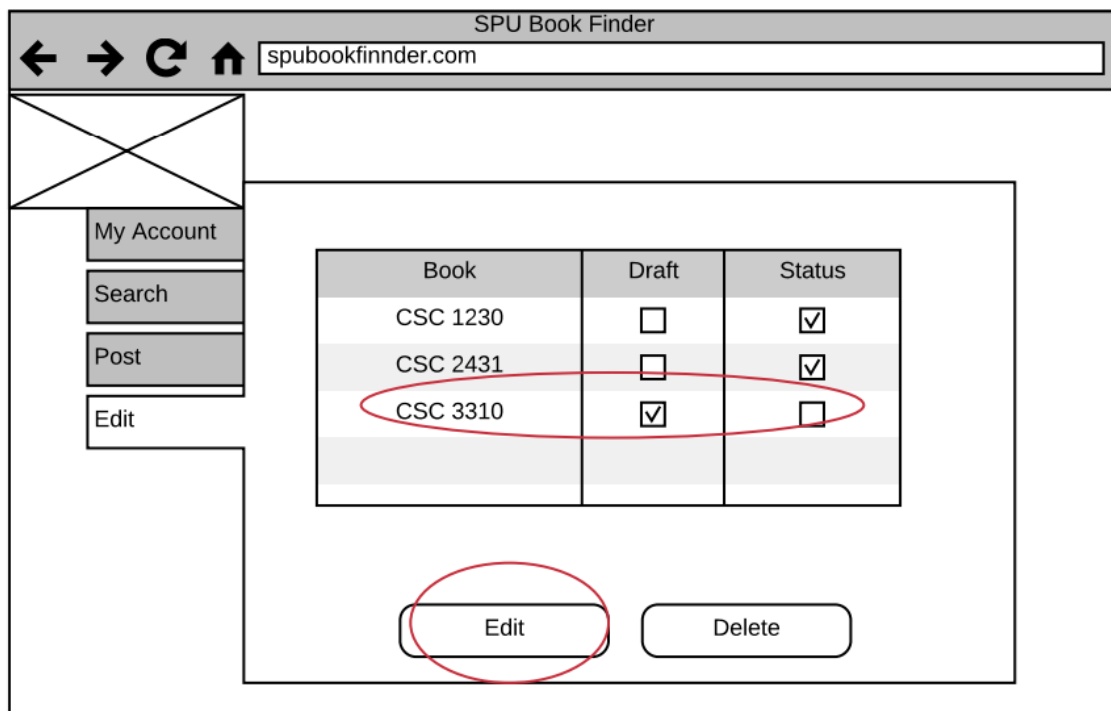 SPU Book Finder
spubookfinnder.com
My Account
Search
Post
Edit
Book Draft Status
CSC 1230
CSC 2431
CSC 3310
Edit Delete